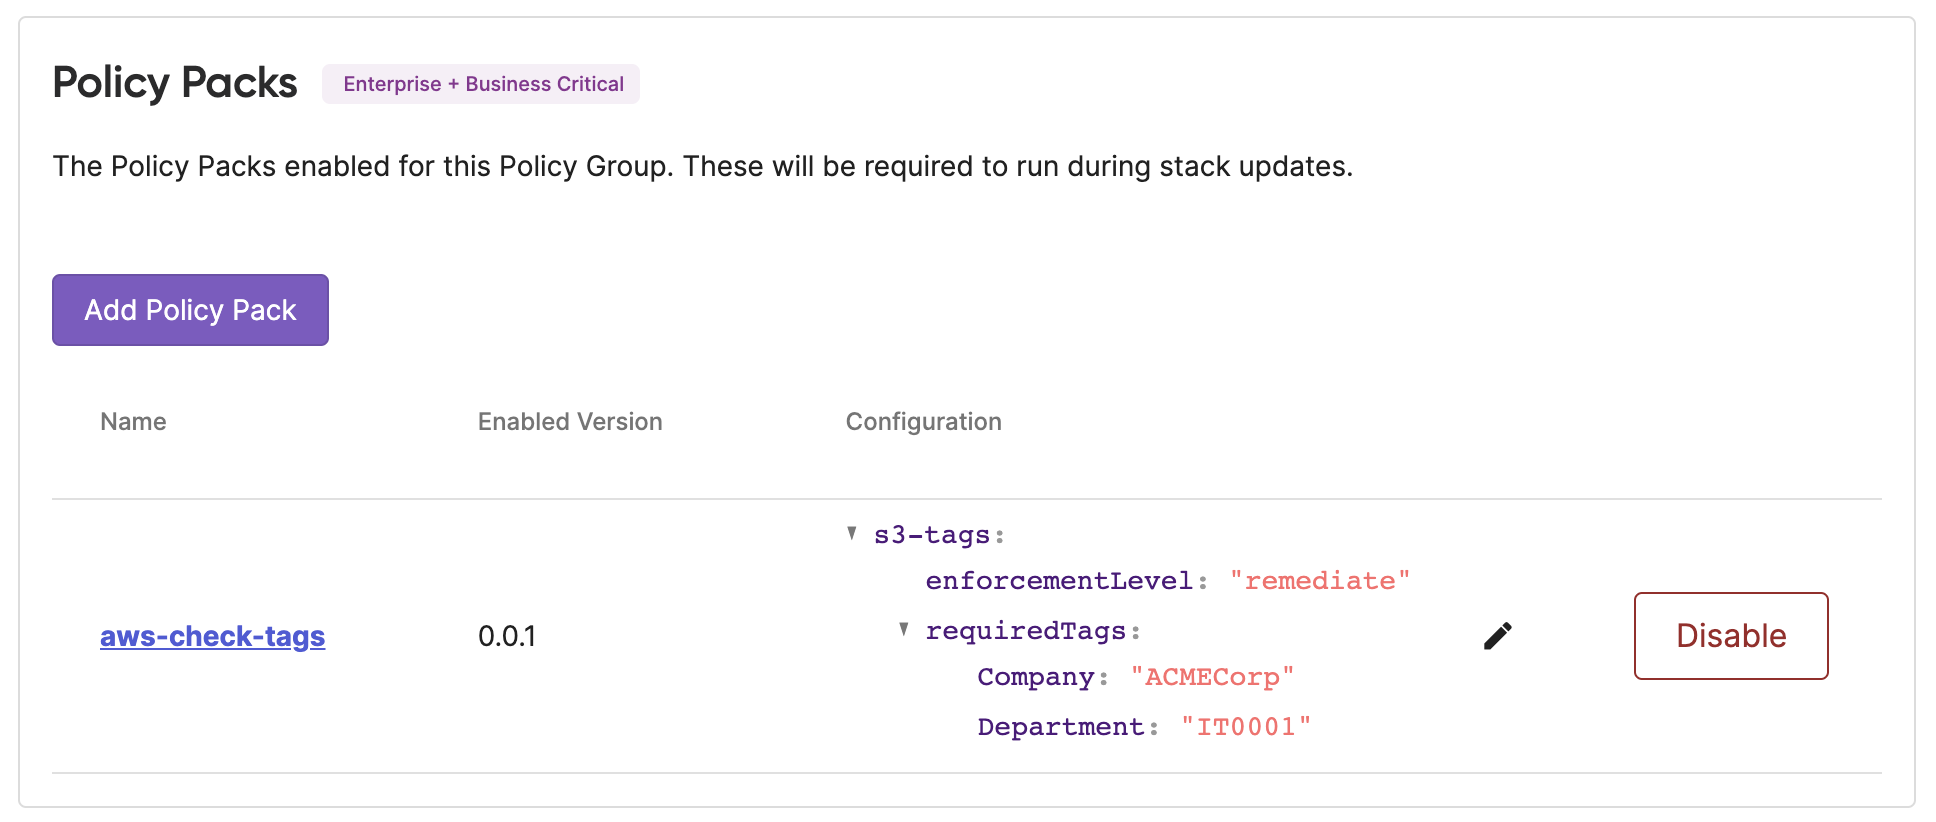 Policy Packs Enterprise + Business Critical
The Policy Packs enabled for this Policy Group. These will be required to run during stack updates.
Add Policy Pack
Name Enabled Version Configuration
s3-tags:
enforcementLevel: "remediate"
aws-check-tags 0.0.1 requiredTags: Disable
Company: "ACMECorp"
Department: "IT0001"